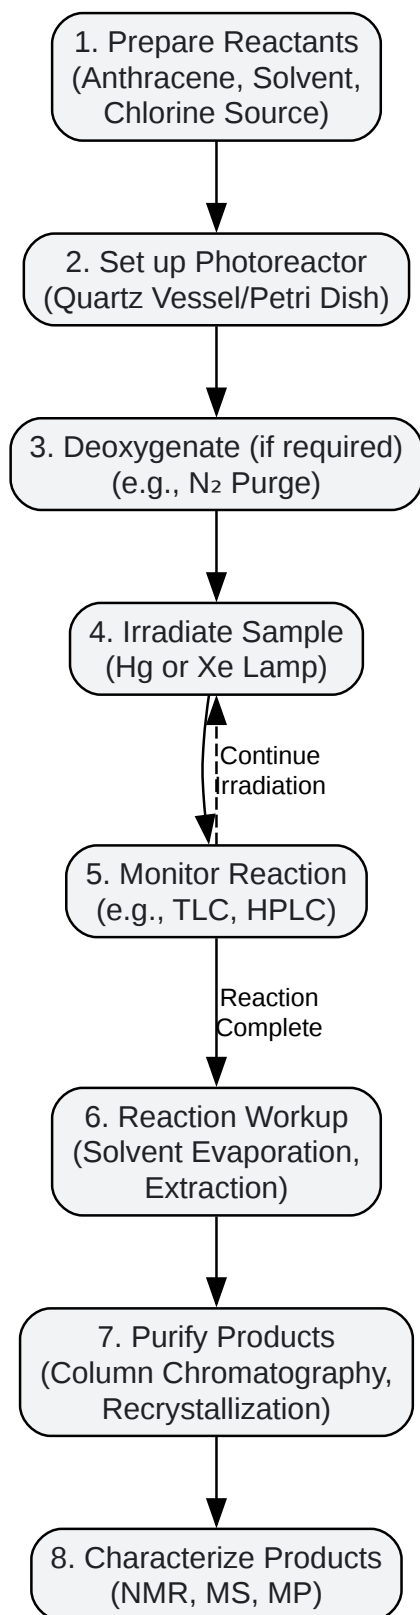 1. Prepare Reactants
(Anthracene, Solvent,
Chlorine Source)
2. Set up Photoreactor
(Quartz Vessel/Petri Dish)
3. Deoxygenate (if required)
(e.g., N₂ Purge)
4. Irradiate Sample
(Hg or Xe Lamp)
Continue
Irradiation
5. Monitor Reaction
(e.g., TLC, HPLC)
Reaction
Complete
6. Reaction Workup
(Solvent Evaporation,
Extraction)
7. Purify Products
(Column Chromatography,
Recrystallization)
8. Characterize Products
(NMR, MS, MP)